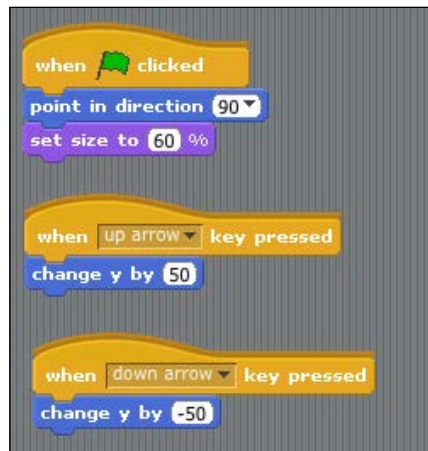 when clicked
point in direction 90
set size to 60 %
when up arrow key pressed
change y by 50
when down arrow key pressed
change y by -50